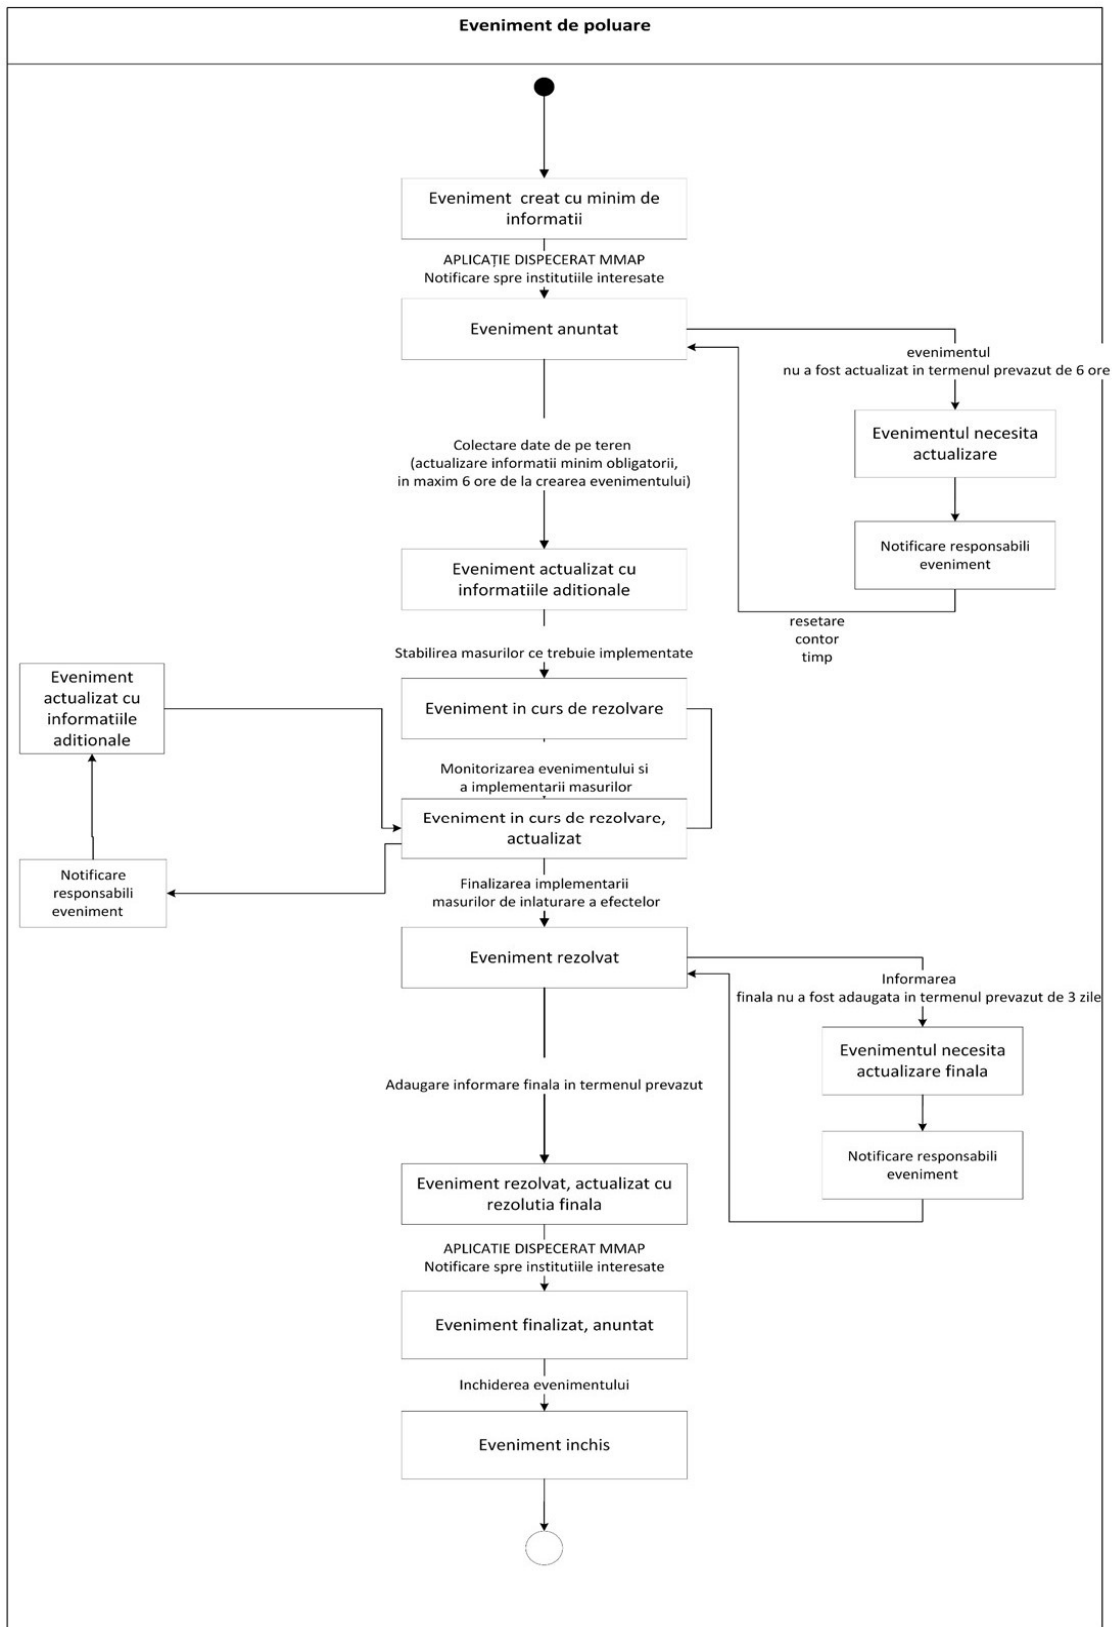 Eveniment de poluare
Eveniment creat cu minim de
informatii
APLICAȚIE DISPECERAT MMAP
Notificare spre institutiile interesate
Eveniment anuntat
evenimentul
nu a fost actualizat in termenul prevazut de 6 ore
Evenimentul necesita
actualizare
Notificare responsabili
eveniment
resetare
contor
timp
Colectare date de pe teren
(actualizare informatii minim obligatorii,
in maxim 6 ore de la crearea evenimentului)
Eveniment actualizat cu
informatiile aditionale
Stabilirea masurilor ce trebuie implementate
Eveniment in curs de rezolvare
Monitorizarea evenimentului si
a implementarii masurilor
Eveniment in curs de rezolvare,
actualizat
Eveniment
actualizat cu
informatiile
aditionale
Notificare
responsabili
eveniment
Finalizarea implementarii
masurilor de inlaturare a efectelor
Eveniment rezolvat
Informarea
finala nu a fost adaugata in termenul prevazut de 3 zile
Evenimentul necesita
actualizare finala
Notificare responsabili
eveniment
Adaugare informare finala in termenul prevazut
Eveniment rezolvat, actualizat cu
rezolutia finala
APLICATIE DISPECERAT MMAP
Notificare spre institutiile interesate
Eveniment finalizat, anuntat
Inchiderea evenimentului
Eveniment inchis